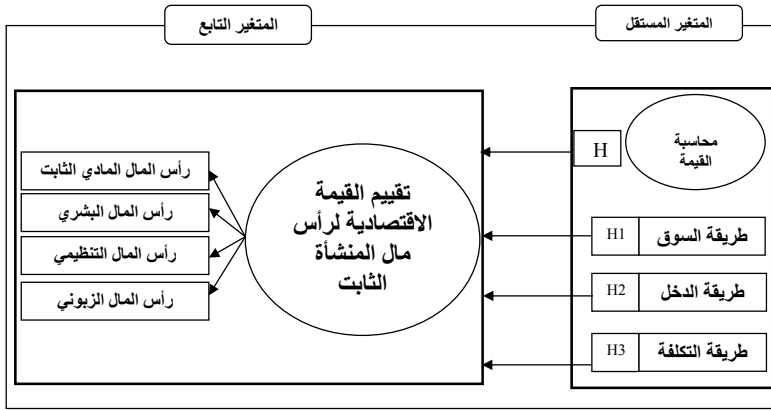 المتغير المستقل
المتغير التابع
محاسبة
القيمة
H
طريقة السوق
H1
طريقة الدخل
H2
طريقة التكلفة
H3
تقييم القيمة
الاقتصادية لرأس
مال المنشأة
الثابت
رأس المال المادي الثابت
رأس المال البشري
رأس المال التنظيمي
رأس المال الزبوني